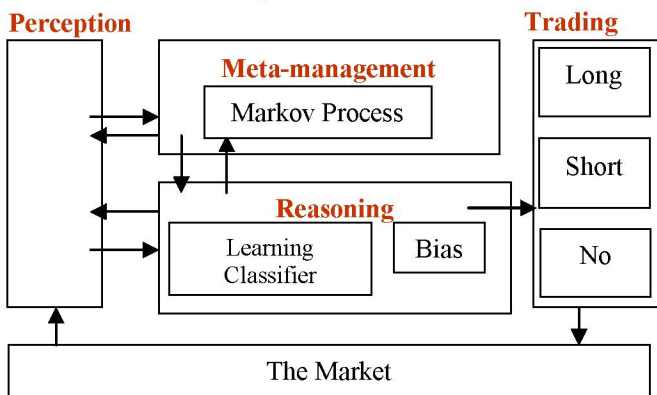 Perception
Trading
Meta-management
Markov Process
Long
Short
Reasoning
Learning
Classifier
Bias
No
The Market